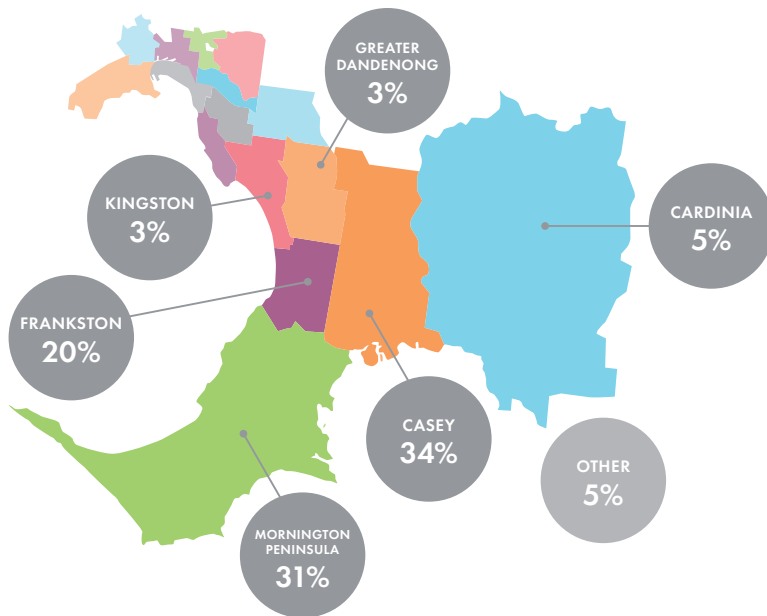 GREATER
DANDENONG
3%
KINGSTON
3%
CARDINIA
5%
FRANKSTON
20%
CASEY
34%
OTHER
5%
MORNINGTON
PENINSULA
31%